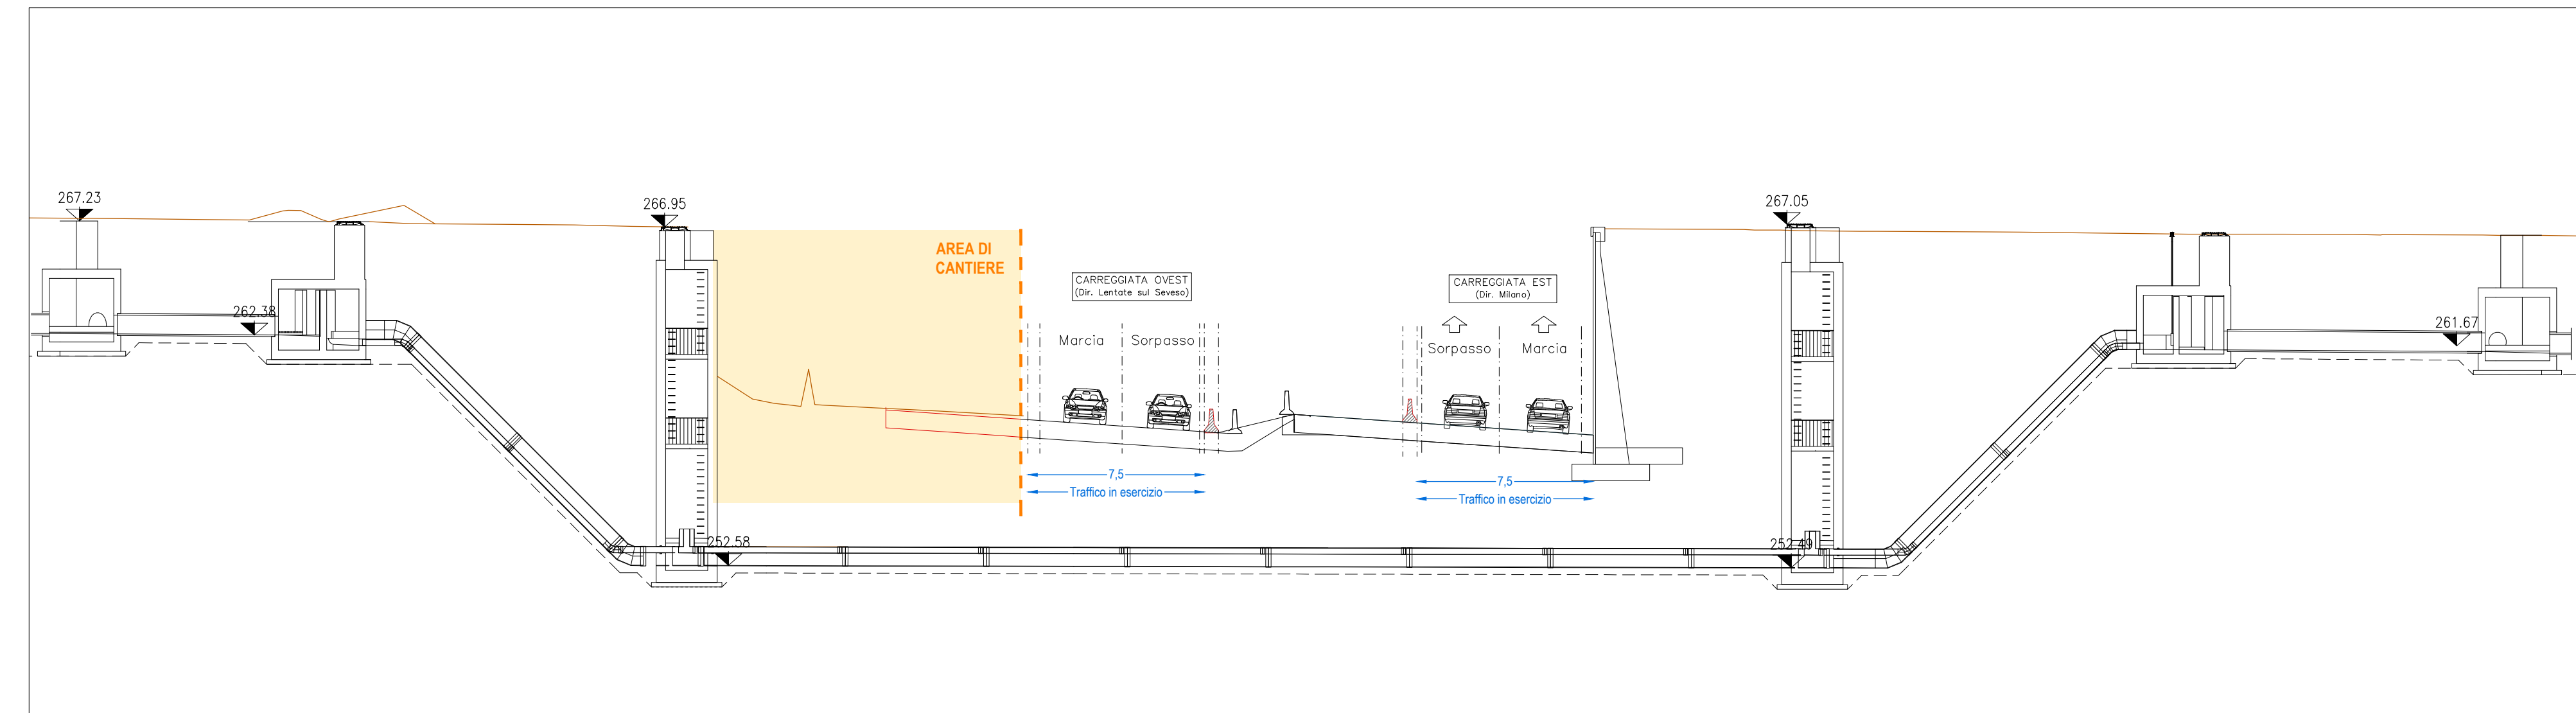 267.23
266.95
267.05
AREA DI
CANTIERE
CARREGGIATA OVEST
(Dir. Lentate sul Seveso)
CARREGGIATA EST
(Dir. Milano)
262.38
261.67
Marcia
Sorpasso
Sorpasso
Marcia
7,5
Traffico in esercizio
7,5
Traffico in esercizio
252.58
252.49